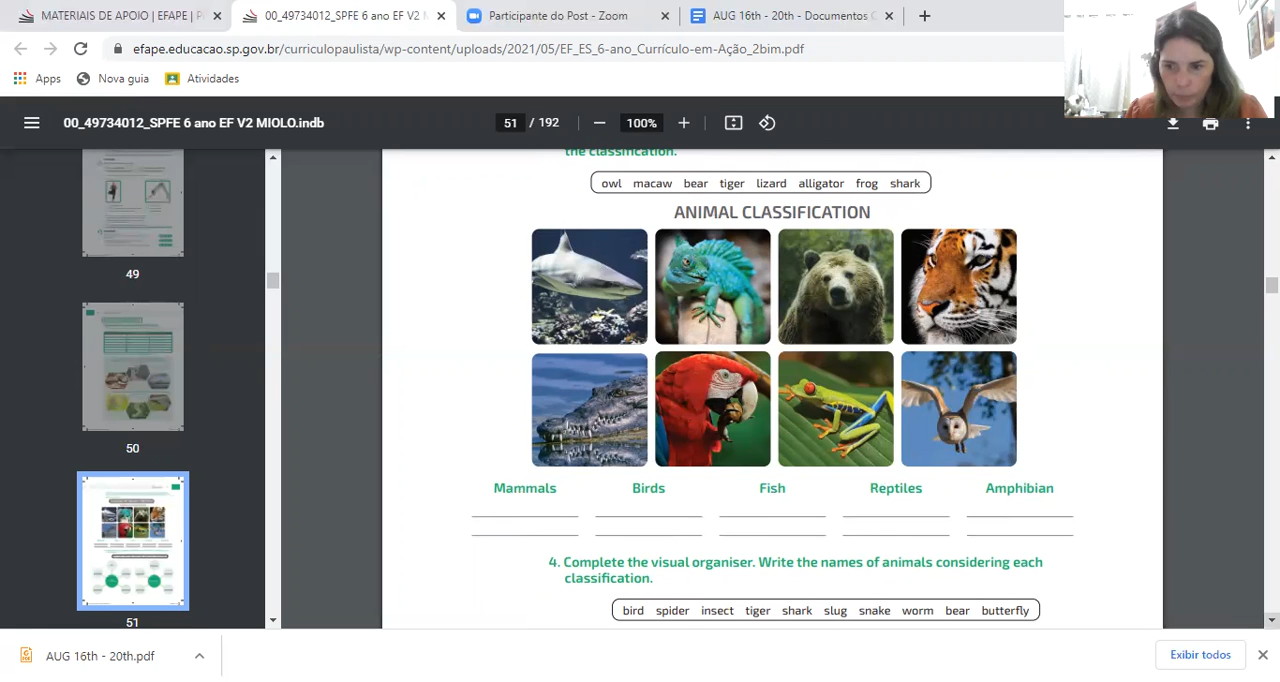 MATERIAIS DE APOIO | EFAPE | P
00_49734012_SPFE 6 ano EF V2 M
Participante do Post - Zoom
AUG 16th - 20th - Documentos G
efape.educacao.sp.gov.br/curriculopaulista/wp-content/uploads/2021/05/EF_ES_6-ano_Currículo-em-Ação_2bim.pdf
Apps Nova guia Atividades
00_49734012_SPFE 6 ano EF V2 MIOLO.indb
51 / 192
100%
the classification.
owl macaw bear tiger lizard alligator frog shark
ANIMAL CLASSIFICATION
49
Mammals Birds Fish Reptiles Amphibian
50
4. Complete the visual organiser. Write the names of animals considering each
classification.
bird spider insect tiger shark slug snake worm bear butterfly
51
AUG 16th - 20th.pdf
Exibir todos